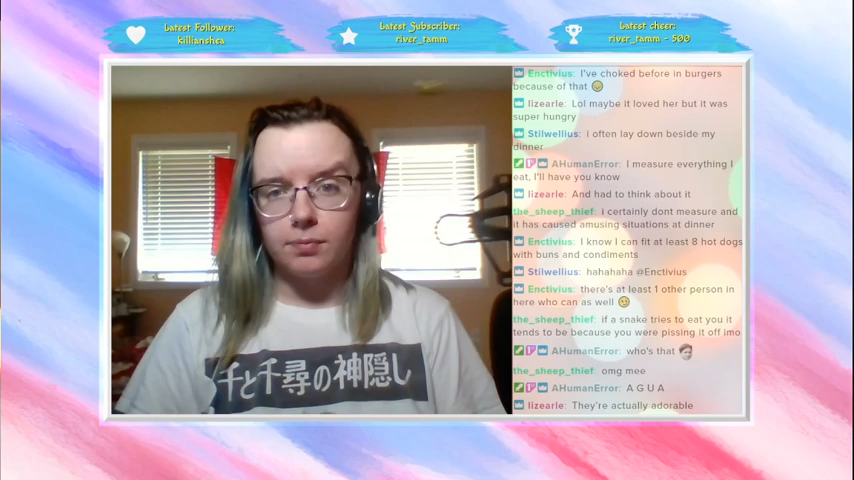 Latest Follower:
killianshea
Latest Subscriber:
river_tamm
Latest cheer:
river_tamm - 500
Enctivius: I've choked before in burgers
because of that
lizearle: Lol maybe it loved her but it was
super hungry
Stilwellius: i often lay down beside my
dinner
AHumanError: I measure everything I
eat, I'll have you know
lizearle: And had to think about it
the_sheep_thief: i certainly dont measure and
it has caused amusing situations at dinner
Enctivius: I know I can fit at least 8 hot dogs
with buns and condiments
Stilwellius: hahahaha @Enctivius
Enctivius: there's at least 1 other person in
here who can as well
the_sheep_thief: if a snake tries to eat you it
tends to be because you were pissing it off imo
AHumanError: who's that
the_sheep_thief: omg mee
AHumanError: A G U A
lizearle: They're actually adorable
千と千尋の神隠し